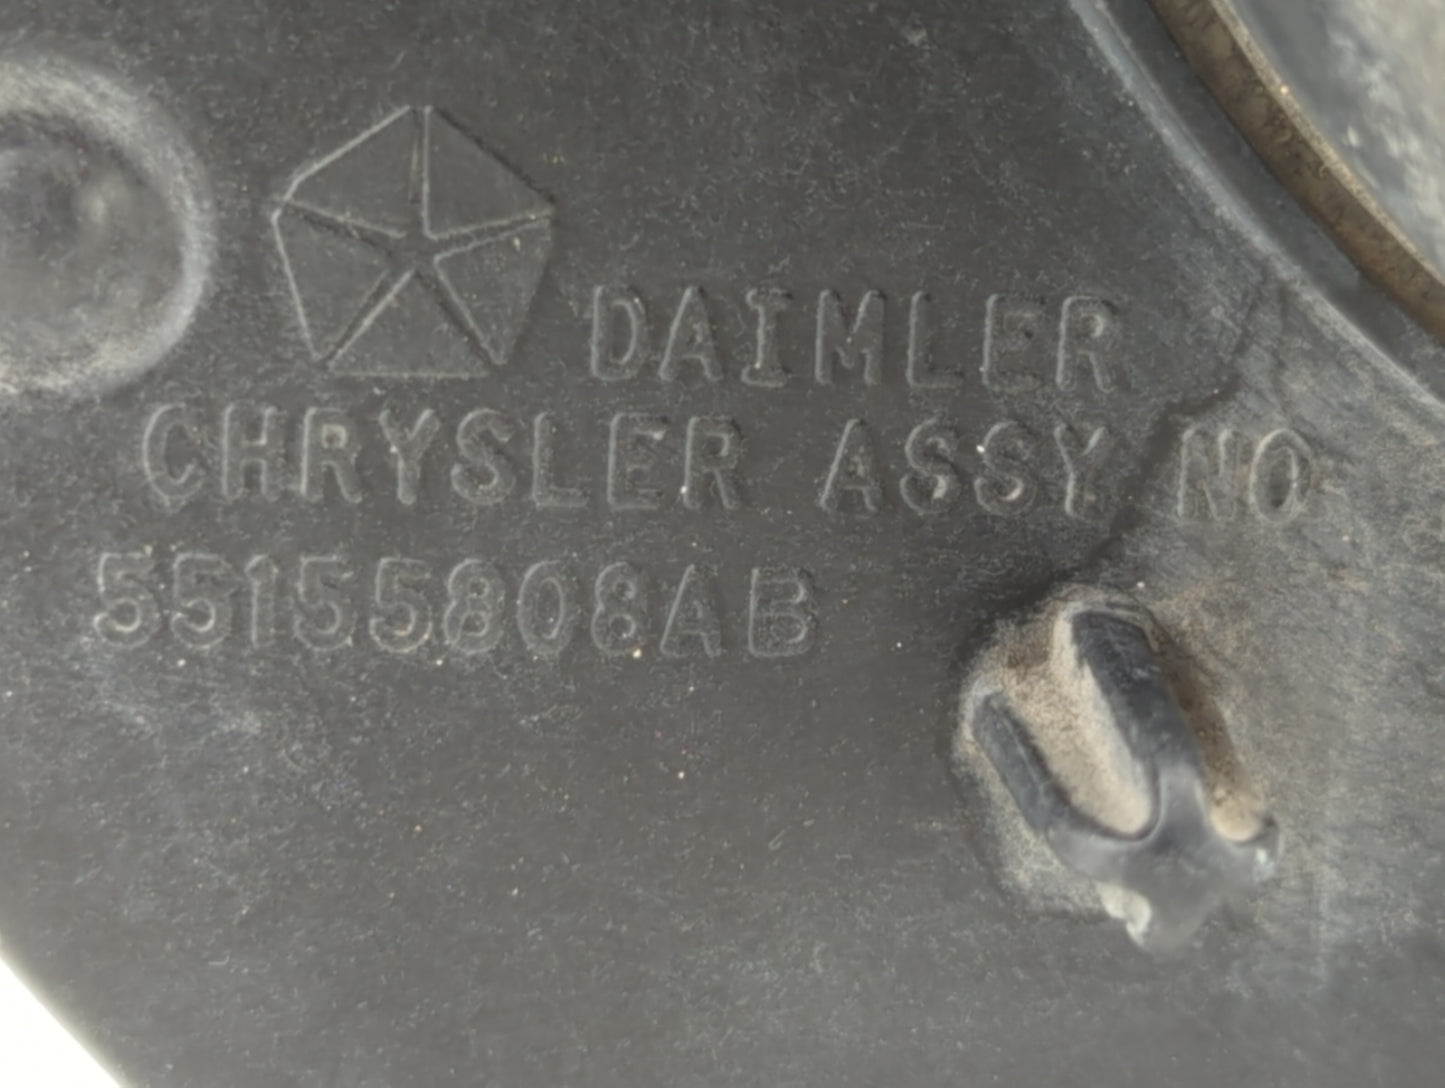 DAIMLER
CHRYSLER ASSY NO
55155808AB